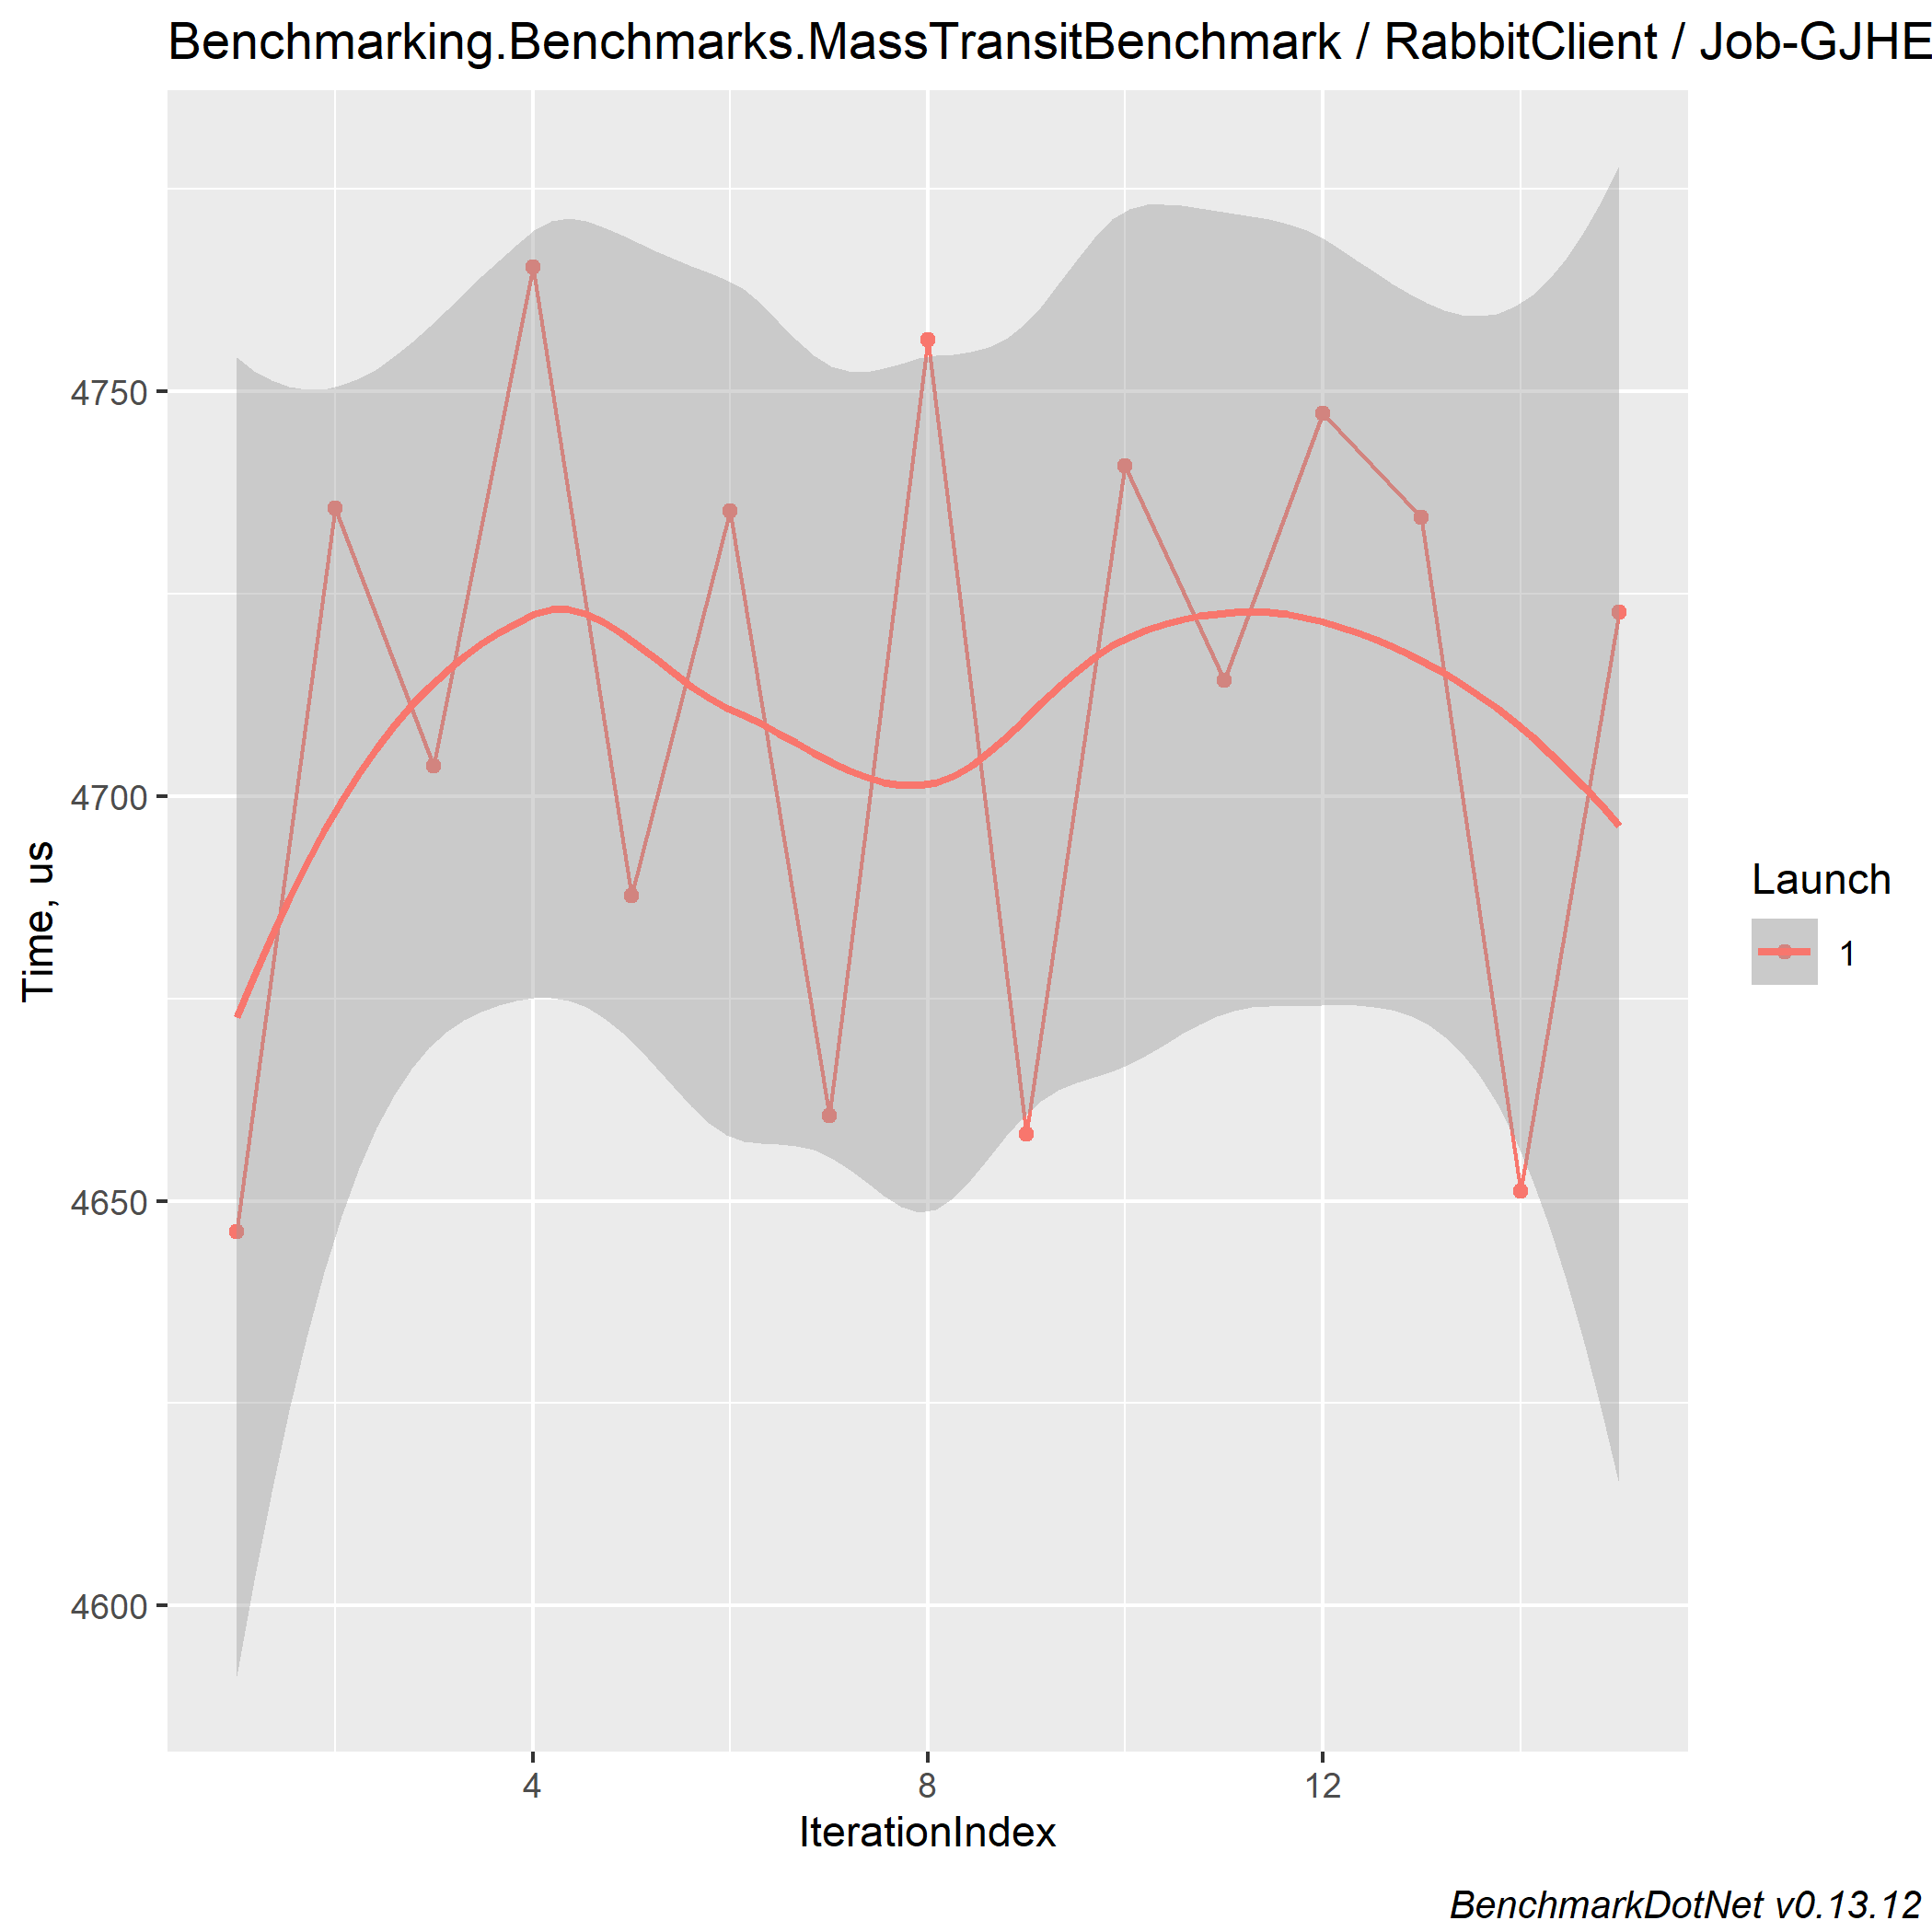 Benchmarking.Benchmarks.MassTransitBenchmark / RabbitClient / Job-GJHE
4750
4700
4650
4600
Time, us
4 8 12
IterationIndex
Launch
1
BenchmarkDotNet v0.13.12